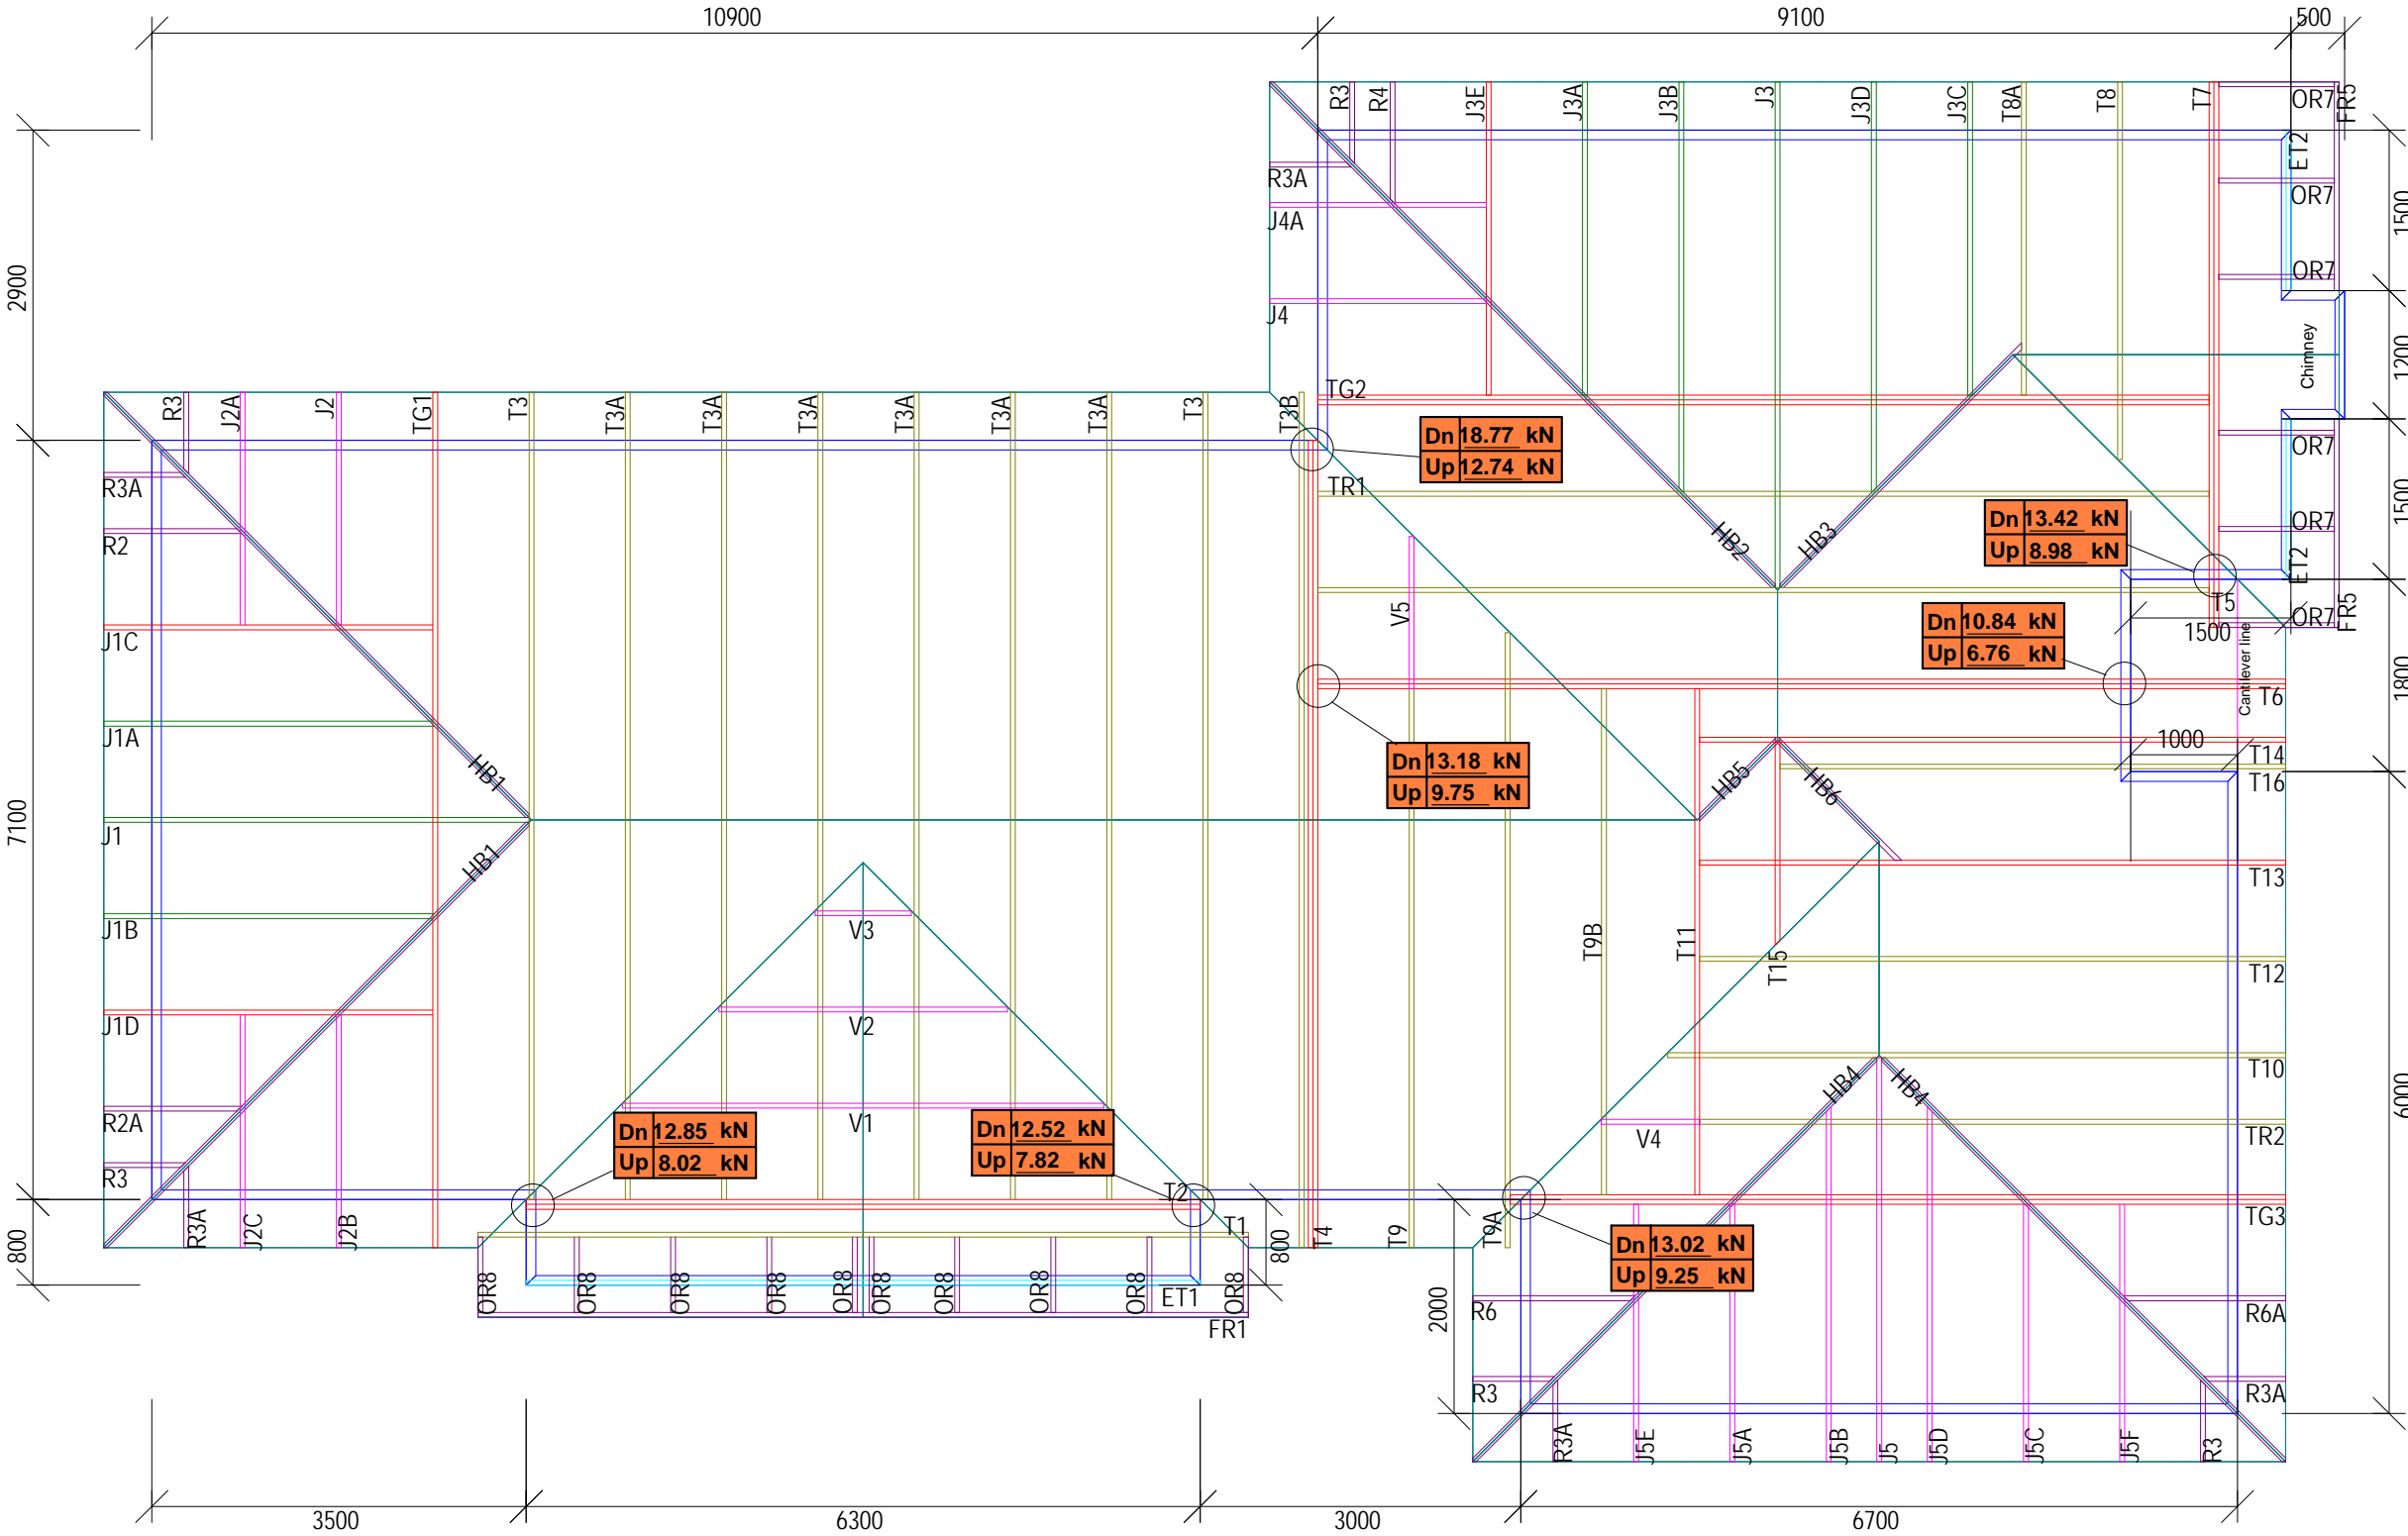 10900
9100
500
R3
R4
J3E
J3A
J3B
J3
J3D
J3C
T8A
T8
T7
OR7
FR5
ET2
R3A
OR7
1500
J4A
2900
OR7
J4
Chimney
1200
TG2
R3
J2A
J2
TG1
T3
T3A
T3A
T3A
T3A
T3A
T3A
T3
T3B
Dn 18.77 kN
Up 12.74 kN
OR7
R3A
TR1
1500
Dn 13.42 kN
Up 8.98 kN
OR7
R2
HB2
HB3
ET2
V5
T5
OR7
FR5
1500
Dn 10.84 kN
Up 6.76 kN
J1C
Cantilever line
1800
T6
J1A
1000
T14
Dn 13.18 kN
Up 9.75 kN
HB1
HB5
HB6
T16
7100
J1
HB1
T13
J1B
V3
T9B
T11
T15
T12
J1D
V2
T10
HB4
HB4
6000
R2A
V1
Dn 12.85 kN
Up 8.02 kN
Dn 12.52 kN
Up 7.82 kN
V4
TR2
R3
T2
R3A
J2C
J2B
T1
800
T4
T9
T9A
TG3
800
Dn 13.02 kN
Up 9.25 kN
OR8
OR8
OR8
OR8
OR8
OR8
OR8
OR8
OR8
OR8
ET1
FR1
2000
R6
R6A
R3
R3A
R3A
J5E
J5A
J5B
J5
J5D
J5C
J5F
R3
3500
6300
3000
6700